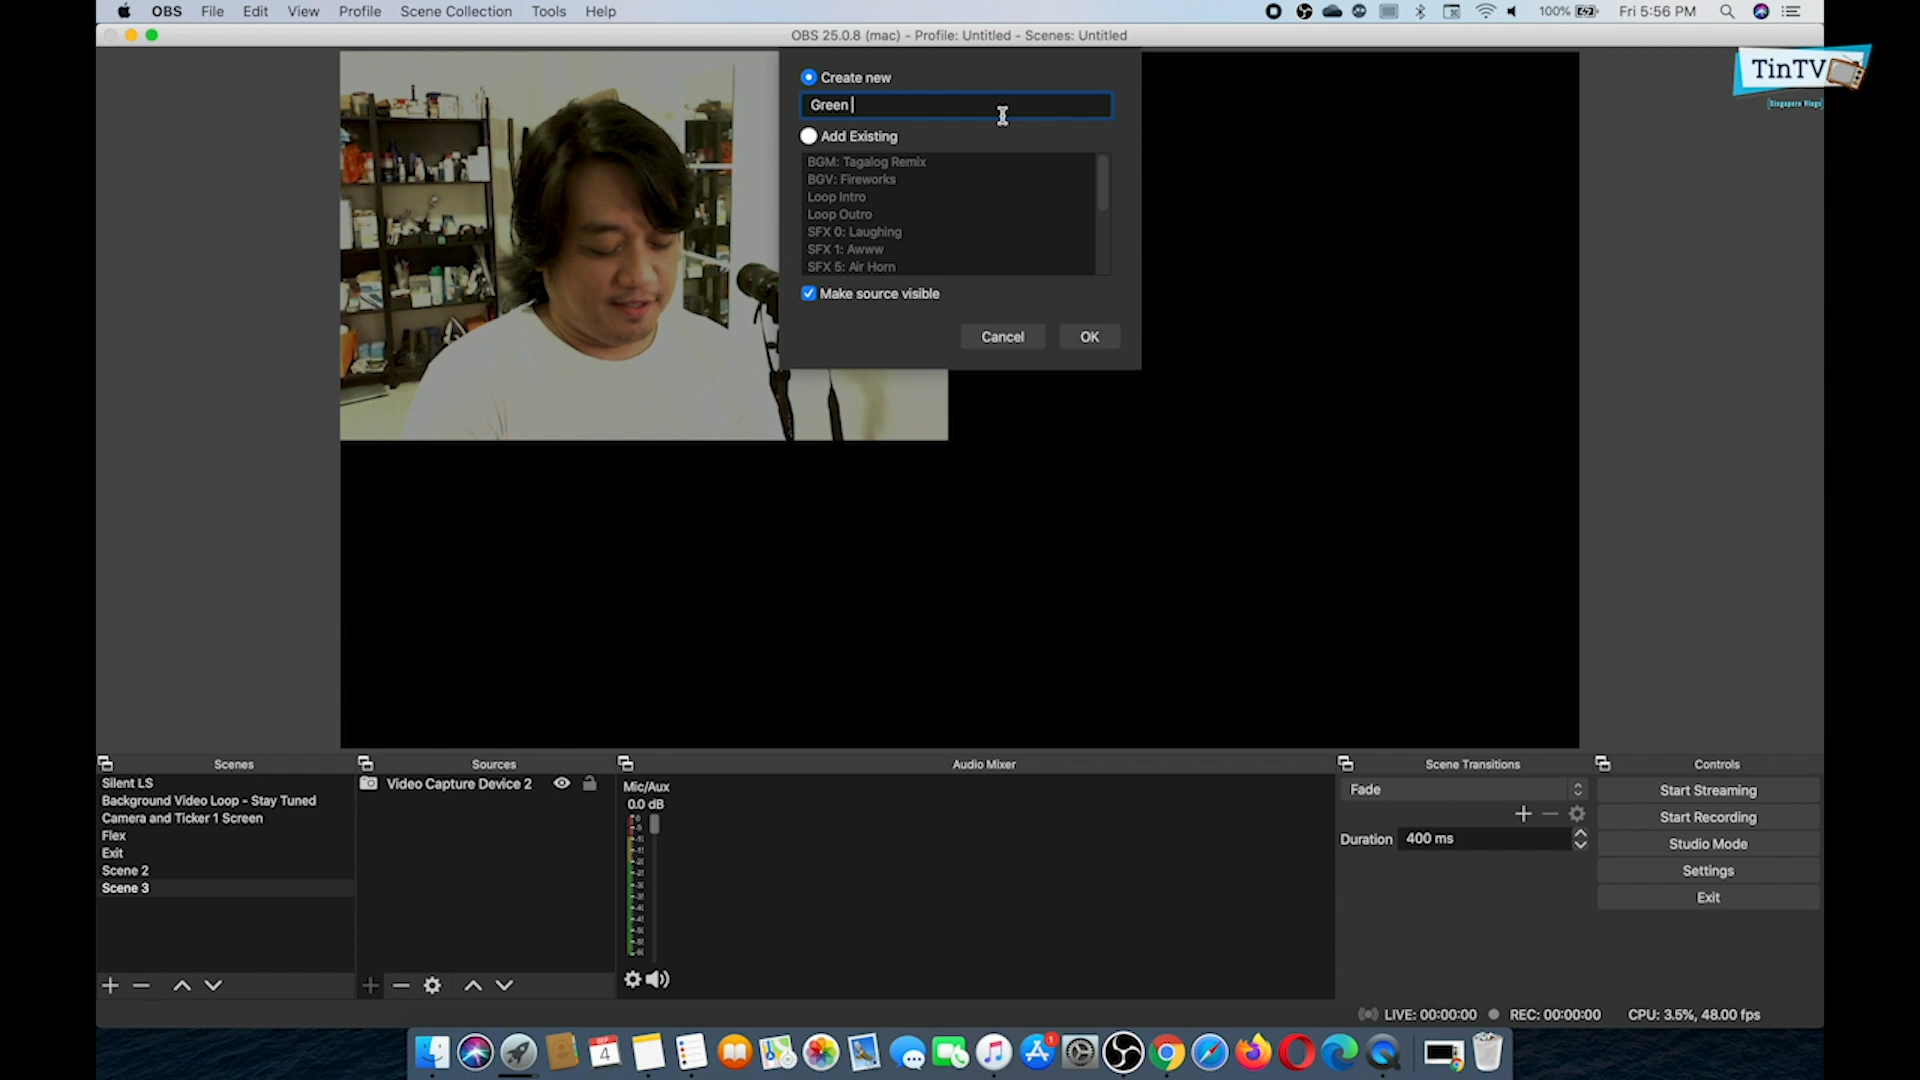 OBS File Edit View Profile Scene Collection Tools Help 100% Fri 5:56 PM
OBS 25.0.8 (mac) - Profile: Untitled - Scenes: Untitled
TinTV
Create new
Green
Add Existing
BGM: Tagalog Remix
BGV: Fireworks
Loop Intro
Loop Outro
SFX 0: Laughing
SFX 1: Awww
SFX 5: Air Horn
Make source visible
Cancel OK
Scenes
Silent LS
Background Video Loop - Stay Tuned
Camera and Ticker 1 Screen
Flex
Exit
Scene 2
Scene 3
Sources
Video Capture Device 2
Audio Mixer
Mic/Aux
0.0 dB
Scene Transitions
Fade
Duration 400 ms
Controls
Start Streaming
Start Recording
Studio Mode
Settings
Exit
LIVE: 00:00:00 REC: 00:00:00 CPU: 3.5%, 48.00 fps
4
1